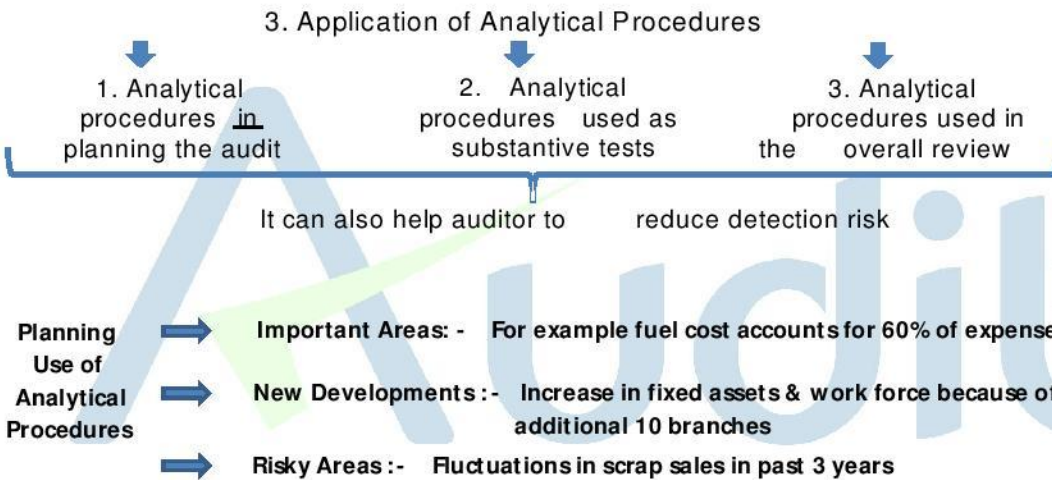 3. Application of Analytical Procedures
1. Analytical
procedures in
planning the audit
2. Analytical
procedures used as
substantive tests
3. Analytical
procedures used in
the overall review
It can also help auditor to reduce detection risk
Planning
Use of
Analytical
Procedures
Important Areas: - For example fuel cost accounts for 60% of expense
New Developments :- Increase in fixed assets & work force because of
additional 10 branches
Risky Areas :- Fluctuations in scrap sales in past 3 years